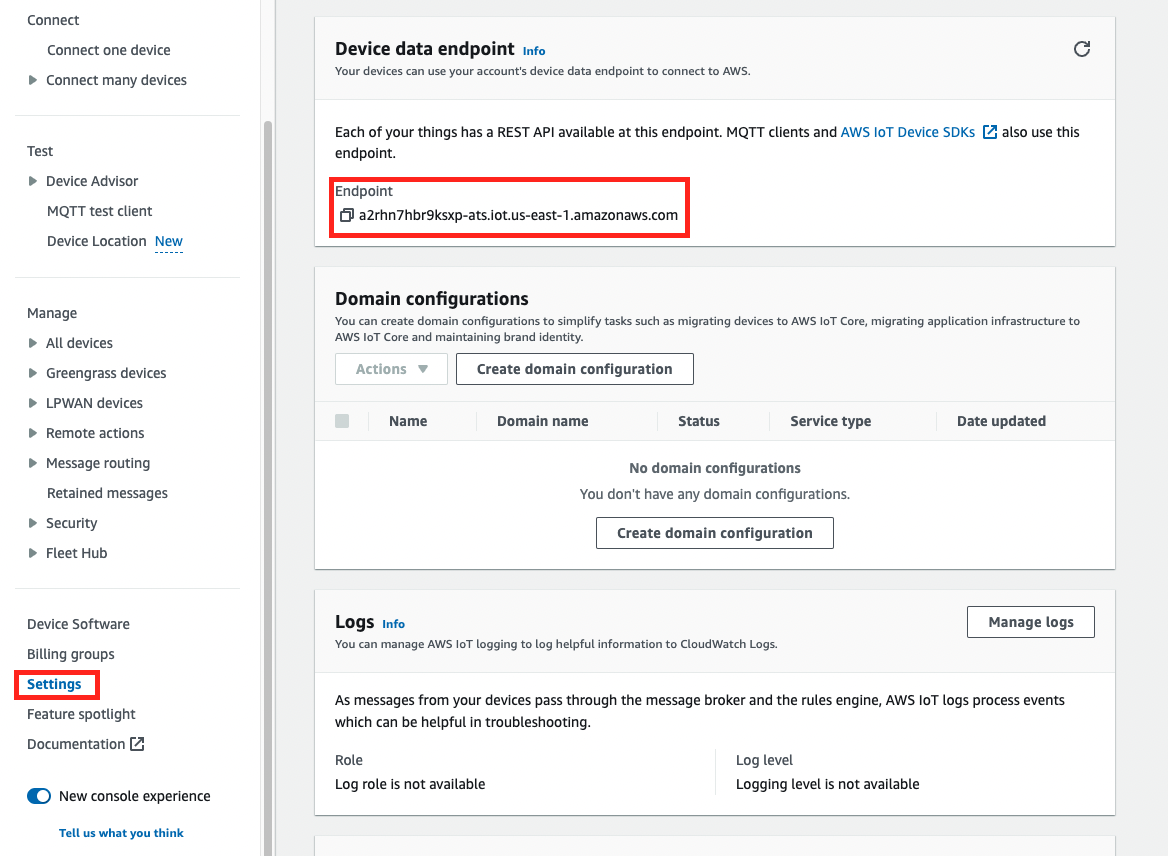 Connect
Connect one device
Connect many devices
Test
Device Advisor
MQTT test client
Device Location New
Manage
All devices
Greengrass devices
LPWAN devices
Remote actions
Message routing
Retained messages
Security
Fleet Hub
Device Software
Billing groups
Settings
Feature spotlight
Documentation
New console experience
Tell us what you think
Device data endpoint Info
Your devices can use your account's device data endpoint to connect to AWS.
Each of your things has a REST API available at this endpoint. MQTT clients and AWS IoT Device SDKs also use this
endpoint.
Endpoint
a2rhn7hbr9ksxp-ats.iot.us-east-1.amazonaws.com
Domain configurations
You can create domain configurations to simplify tasks such as migrating devices to AWS IoT Core, migrating application infrastructure to
AWS IoT Core and maintaining brand identity.
Actions Create domain configuration
Name Domain name Status Service type Date updated
No domain configurations
You don't have any domain configurations.
Create domain configuration
Logs Info
Manage logs
You can manage AWS IoT logging to log helpful information to CloudWatch Logs.
As messages from your devices pass through the message broker and the rules engine, AWS IoT logs process events
which can be helpful in troubleshooting.
Role
Log role is not available
Log level
Logging level is not available